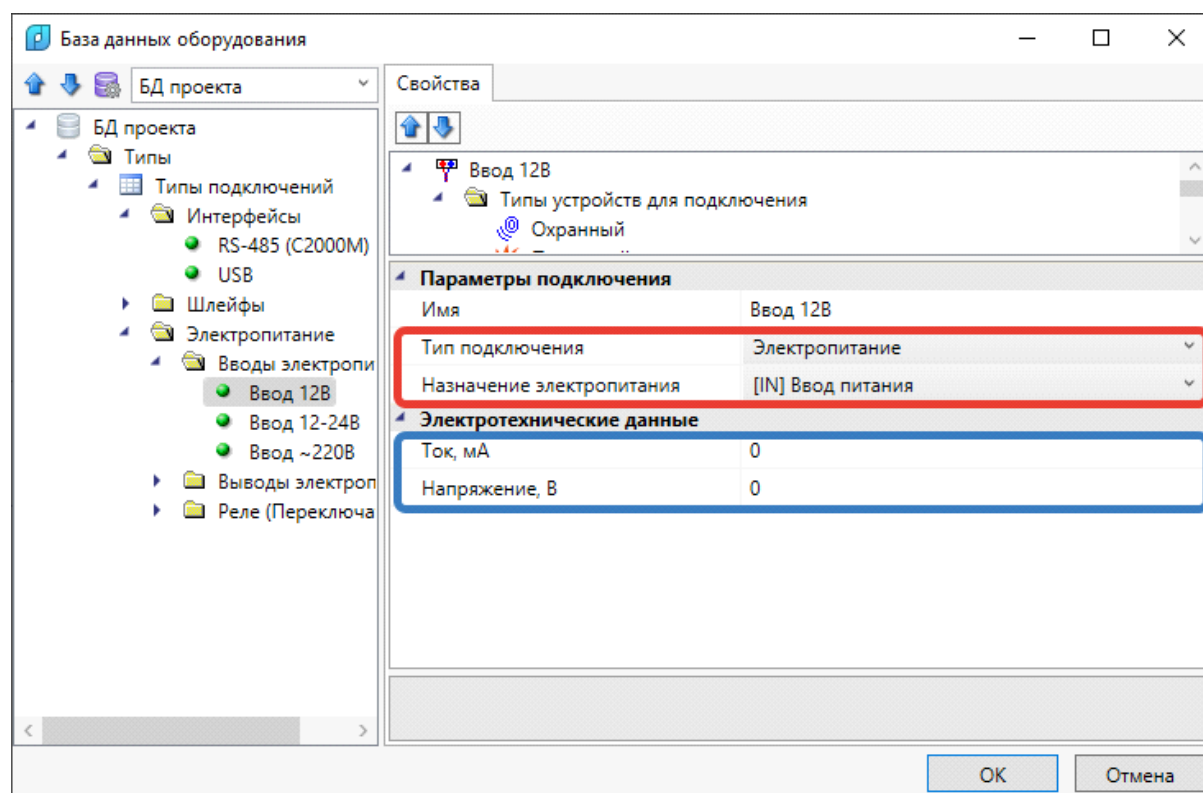 База данных оборудования
БД проекта
БД проекта
Типы
Типы подключений
Интерфейсы
RS-485 (С2000М)
USB
Шлейфы
Электропитание
Вводы электропи
Ввод 12В
Ввод 12-24В
Ввод ~220В
Выводы электроп
Реле (Переключа
Свойства
Ввод 12В
Типы устройств для подключения
Охранный
Параметры подключения
Имя Ввод 12В
Тип подключения Электропитание
Назначение электропитания [IN] Ввод питания
Электротехнические данные
Ток, мА 0
Напряжение, В 0
ОК Отмена